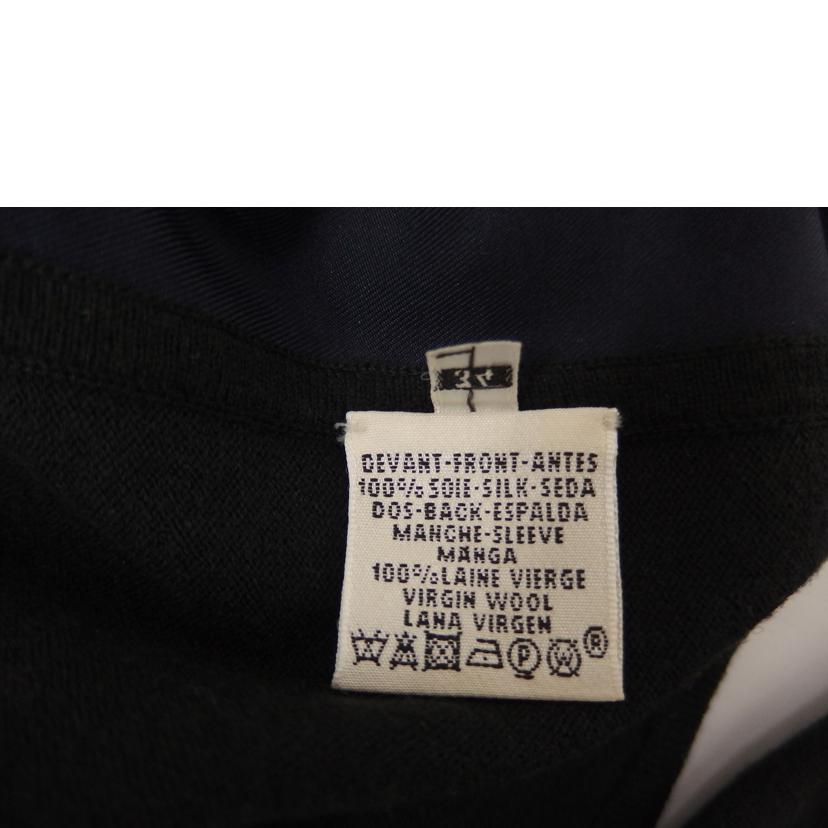 DEVANT-FRONT-ANTES
100% SOIE-SILK-SEDA
DOS-BACK-ESPALDA
MANCHE-SLEEVE
MANGA
100% LAINE VIERGE
VIRGIN WOOL
LANA VIRGEN
P W ®